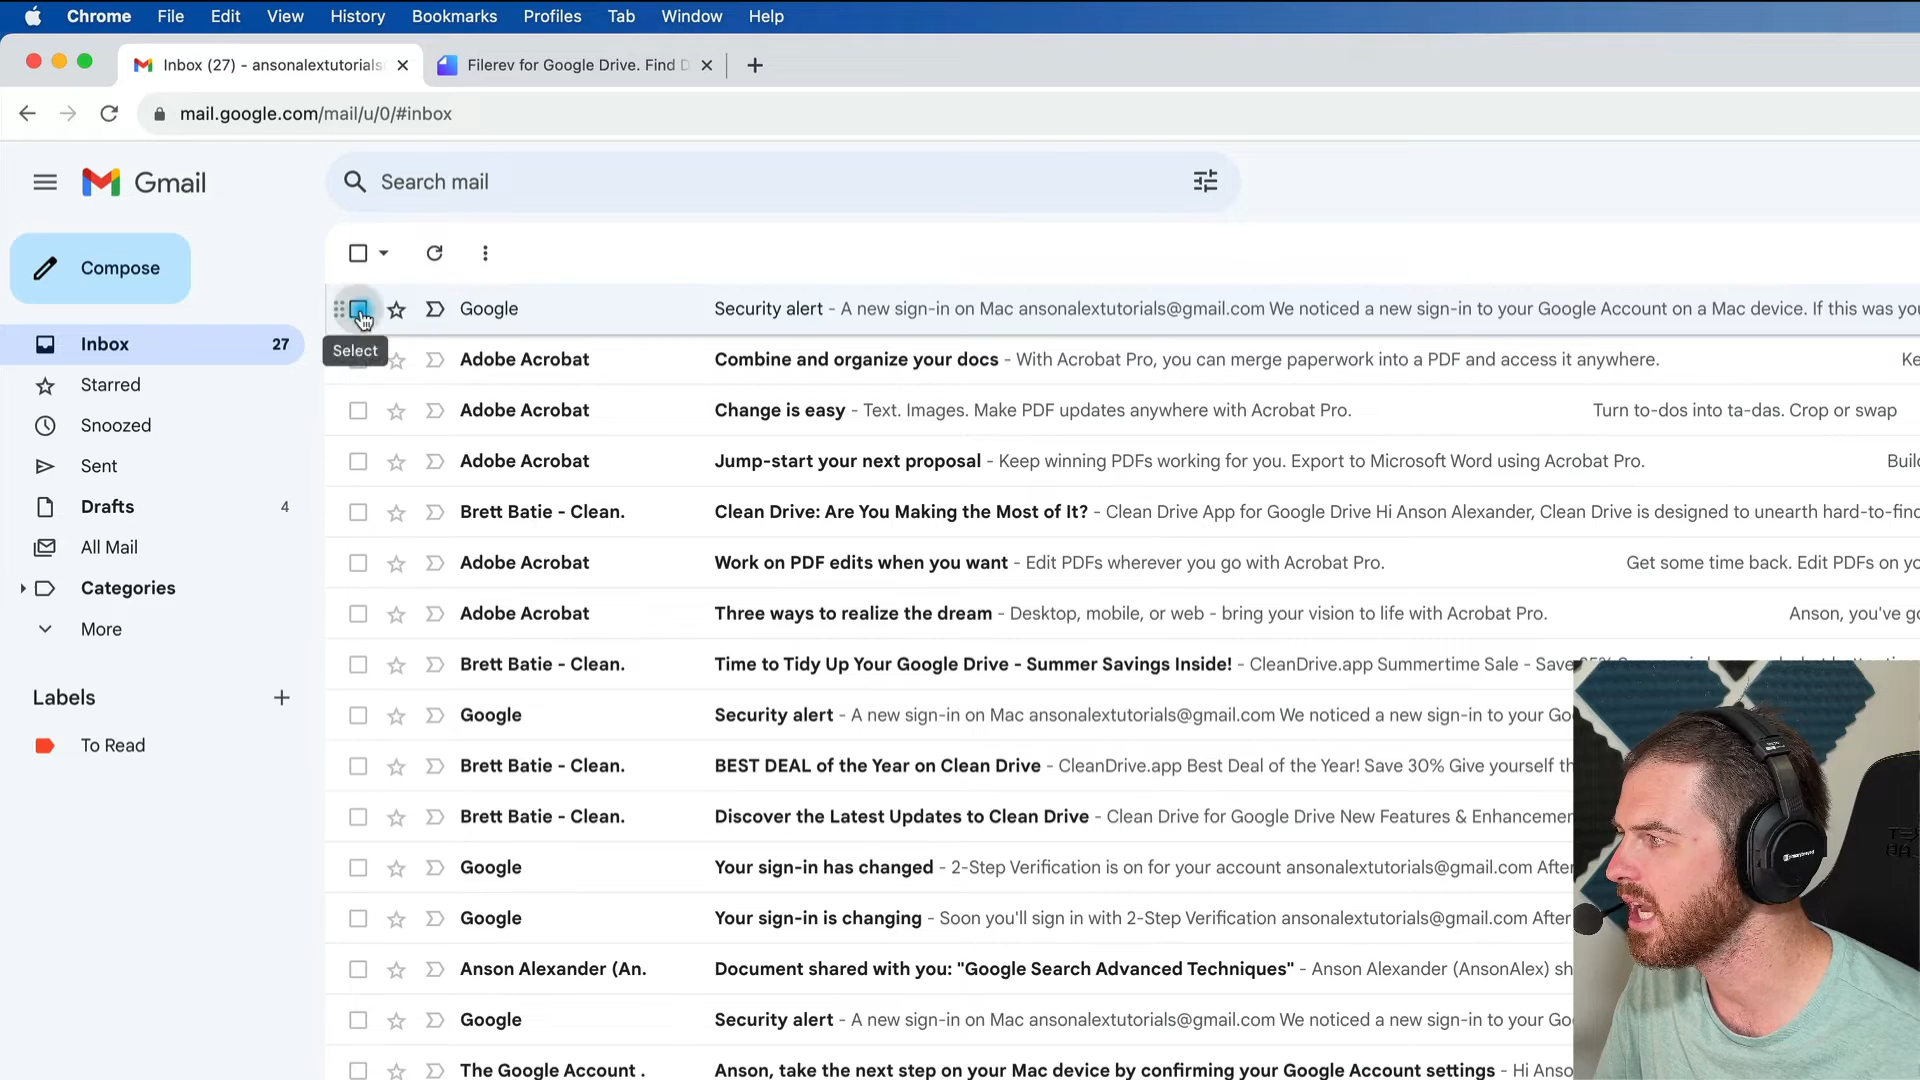 Chrome File Edit View History Bookmarks Profiles Tab Window Help
Inbox (27) - ansonalextutorials Filerev for Google Drive. Find D
mail.google.com/mail/u/0/#inbox
Gmail Search mail
Compose
Inbox 27
Starred
Snoozed
Sent
Drafts 4
All Mail
Categories
More
Labels
To Read
Google Security alert - A new sign-in on Mac ansonalextutorials@gmail.com We noticed a new sign-in to your Google Account on a Mac device. If this was you
Select
Adobe Acrobat Combine and organize your docs - With Acrobat Pro, you can merge paperwork into a PDF and access it anywhere. Ke
Adobe Acrobat Change is easy - Text. Images. Make PDF updates anywhere with Acrobat Pro. Turn to-dos into ta-das. Crop or swap
Adobe Acrobat Jump-start your next proposal - Keep winning PDFs working for you. Export to Microsoft Word using Acrobat Pro. Build
Brett Batie - Clean. Clean Drive: Are You Making the Most of It? - Clean Drive App for Google Drive Hi Anson Alexander, Clean Drive is designed to unearth hard-to-find
Adobe Acrobat Work on PDF edits when you want - Edit PDFs wherever you go with Acrobat Pro. Get some time back. Edit PDFs on yo
Adobe Acrobat Three ways to realize the dream - Desktop, mobile, or web - bring your vision to life with Acrobat Pro. Anson, you've go
Brett Batie - Clean. Time to Tidy Up Your Google Drive - Summer Savings Inside! - CleanDrive.app Summertime Sale - Save
Google Security alert - A new sign-in on Mac ansonalextutorials@gmail.com We noticed a new sign-in to your Go
Brett Batie - Clean. BEST DEAL of the Year on Clean Drive - CleanDrive.app Best Deal of the Year! Save 30% Give yourself th
Brett Batie - Clean. Discover the Latest Updates to Clean Drive - Clean Drive for Google Drive New Features & Enhancemen
Google Your sign-in has changed - 2-Step Verification is on for your account ansonalextutorials@gmail.com After
Google Your sign-in is changing - Soon you'll sign in with 2-Step Verification ansonalextutorials@gmail.com After
Anson Alexander (An. Document shared with you: "Google Search Advanced Techniques" - Anson Alexander (AnsonAlex) sh
Google Security alert - A new sign-in on Mac ansonalextutorials@gmail.com We noticed a new sign-in to your Go
The Google Account . Anson, take the next step on your Mac device by confirming your Google Account settings - Hi Anso